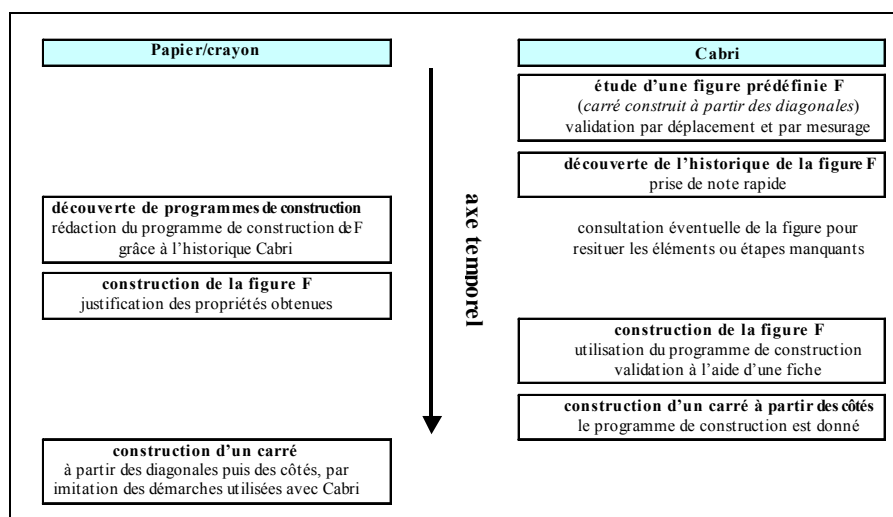 Papier/crayon
découverte de programmes de construction
rédaction du programme de construction de F
grâce à l'historique Cabri
construction de la figure F
justification des propriétés obtenues
construction d'un carré
à partir des diagonales puis des côtés, par
imitation des démarches utilisées avec Cabri
axe temporel
Cabri
étude d'une figure prédéfinie F
(carré construit à partir des diagonales)
validation par déplacement et par mesurage
découverte de l'historique de la figure F
prise de note rapide
consultation éventuelle de la figure pour
resituer les éléments ou étapes manquants
construction de la figure F
utilisation du programme de construction
validation à l'aide d'une fiche
construction d'un carré à partir des côtés
le programme de construction est donné